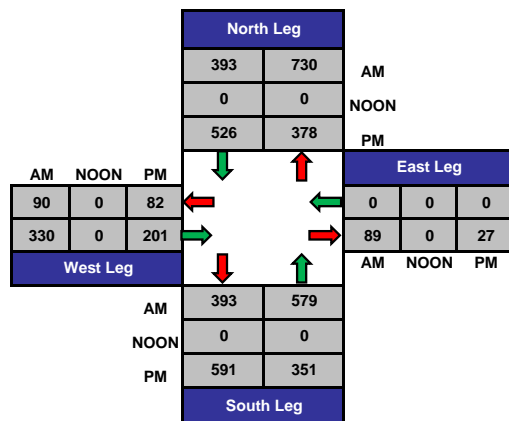 North Leg
393 730 AM
0 0 NOON
526 378 PM
East Leg
AM NOON PM
90 0 82 0 0 0
330 0 201 89 0 27
West Leg AM NOON PM
AM 393 579
NOON 0 0
PM 591 351
South Leg